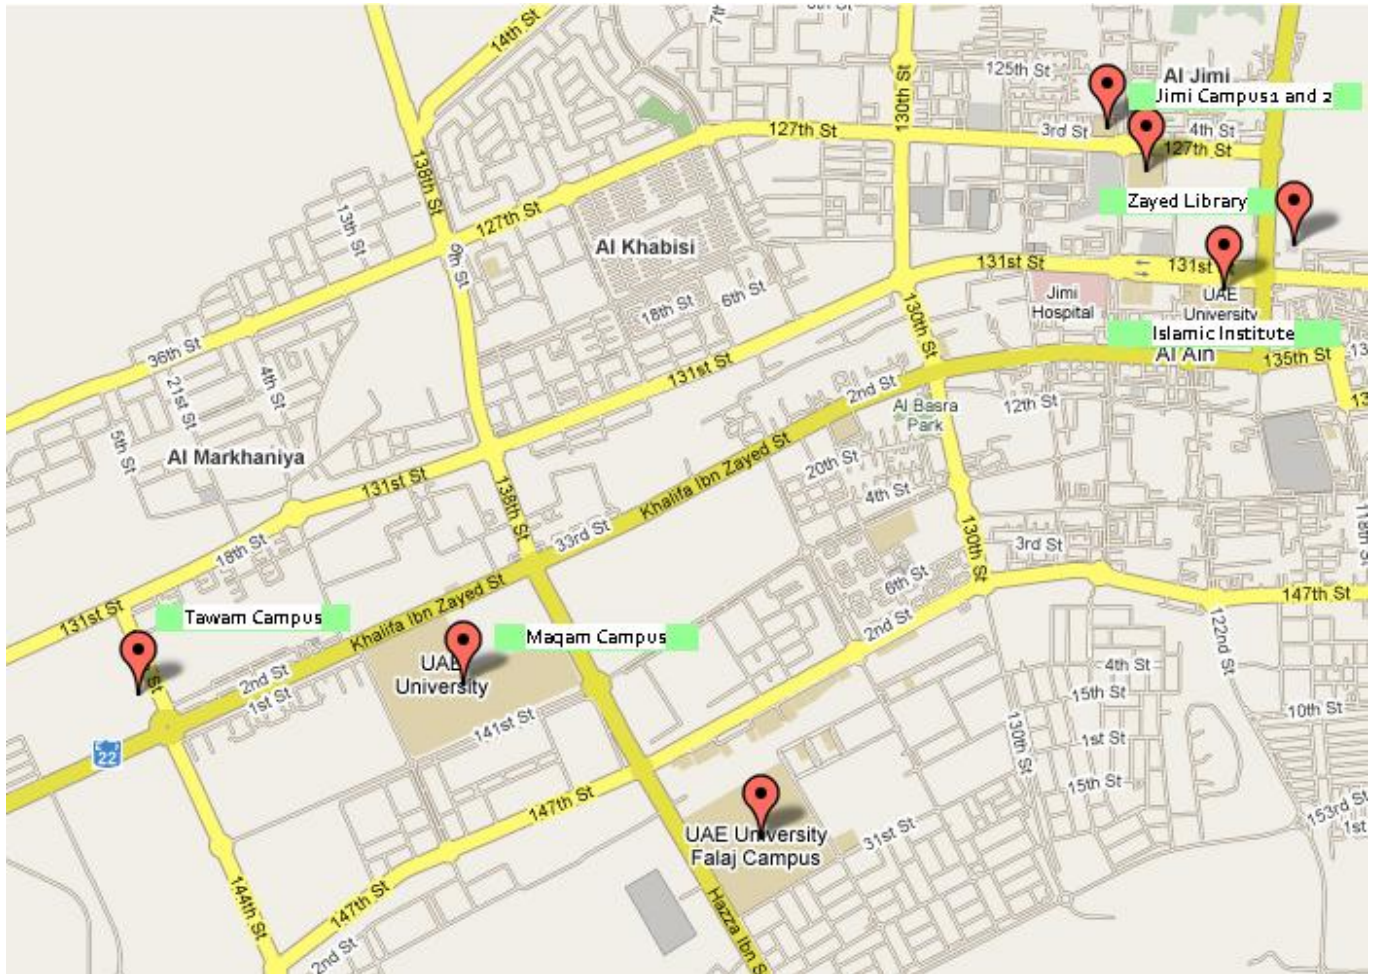 14th St
7th St
130th St
125th St
Al Jimi
Jimi Campus1 and 2
127th St
3rd St
4th St
127th St
138th St
13th St
127th St
9th St
Al Khabisi
Zayed Library
131st St
131st St
18th St
6th St
Jimi
Hospital
UAE
University
130th St
Islamic Institute
Al Ain
135th St
36th St
21st St
4th St
131st St
2nd St
Al Basra
Park
12th St
5th St
Al Markhaniya
131st St
138th St
Khalifa Ibn Zayed St
20th St
4th St
33rd St
130th St
3rd St
118th St
18th St
6th St
147th St
131st St
Tawam Campus
Khalifa Ibn Zayed St
Maqam Campus
2nd St
122nd St
UAE
University
St
2nd St
1st St
4th St
15th St
10th St
141st St
130th St
1st St
22
15th St
147th St
153rd St
1st
UAE University
Falaj Campus
31st St
144th St
147th St
Hazza Ibn S
2nd St